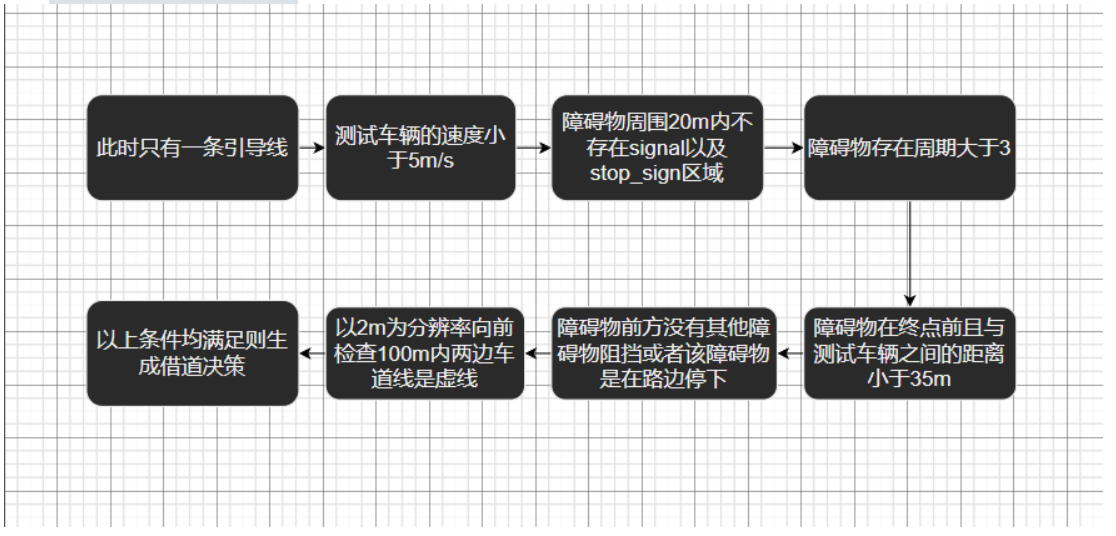 此时只有一条引导线
测试车辆的速度小
于5m/s
障碍物周围20m内不
存在signal以及
stop_sign区域
障碍物存在周期大于3
以上条件均满足则生
成借道决策
以2m为分辨率向前
检查100m内两边车
道线是虚线
障碍物前方没有其他障
碍物阻挡或者该障碍物
是在路边停下
障碍物在终点前且与
测试车辆之间的距离
小于35m